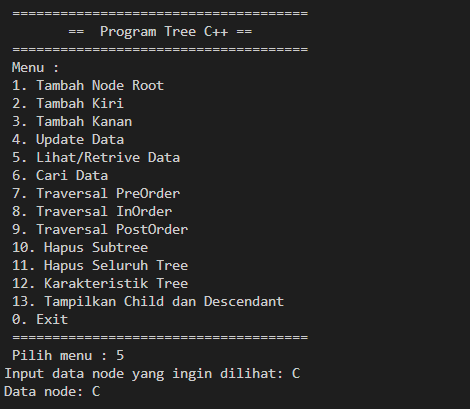 =====================================
==  Program Tree C++ ==
=====================================
Menu :
1. Tambah Node Root
2. Tambah Kiri
3. Tambah Kanan
4. Update Data
5. Lihat/Retrive Data
6. Cari Data
7. Traversal PreOrder
8. Traversal InOrder
9. Traversal PostOrder
10. Hapus Subtree
11. Hapus Seluruh Tree
12. Karakteristik Tree
13. Tampilkan Child dan Descendant
0. Exit
=====================================
Pilih menu : 5
Input data node yang ingin dilihat: C
Data node: C